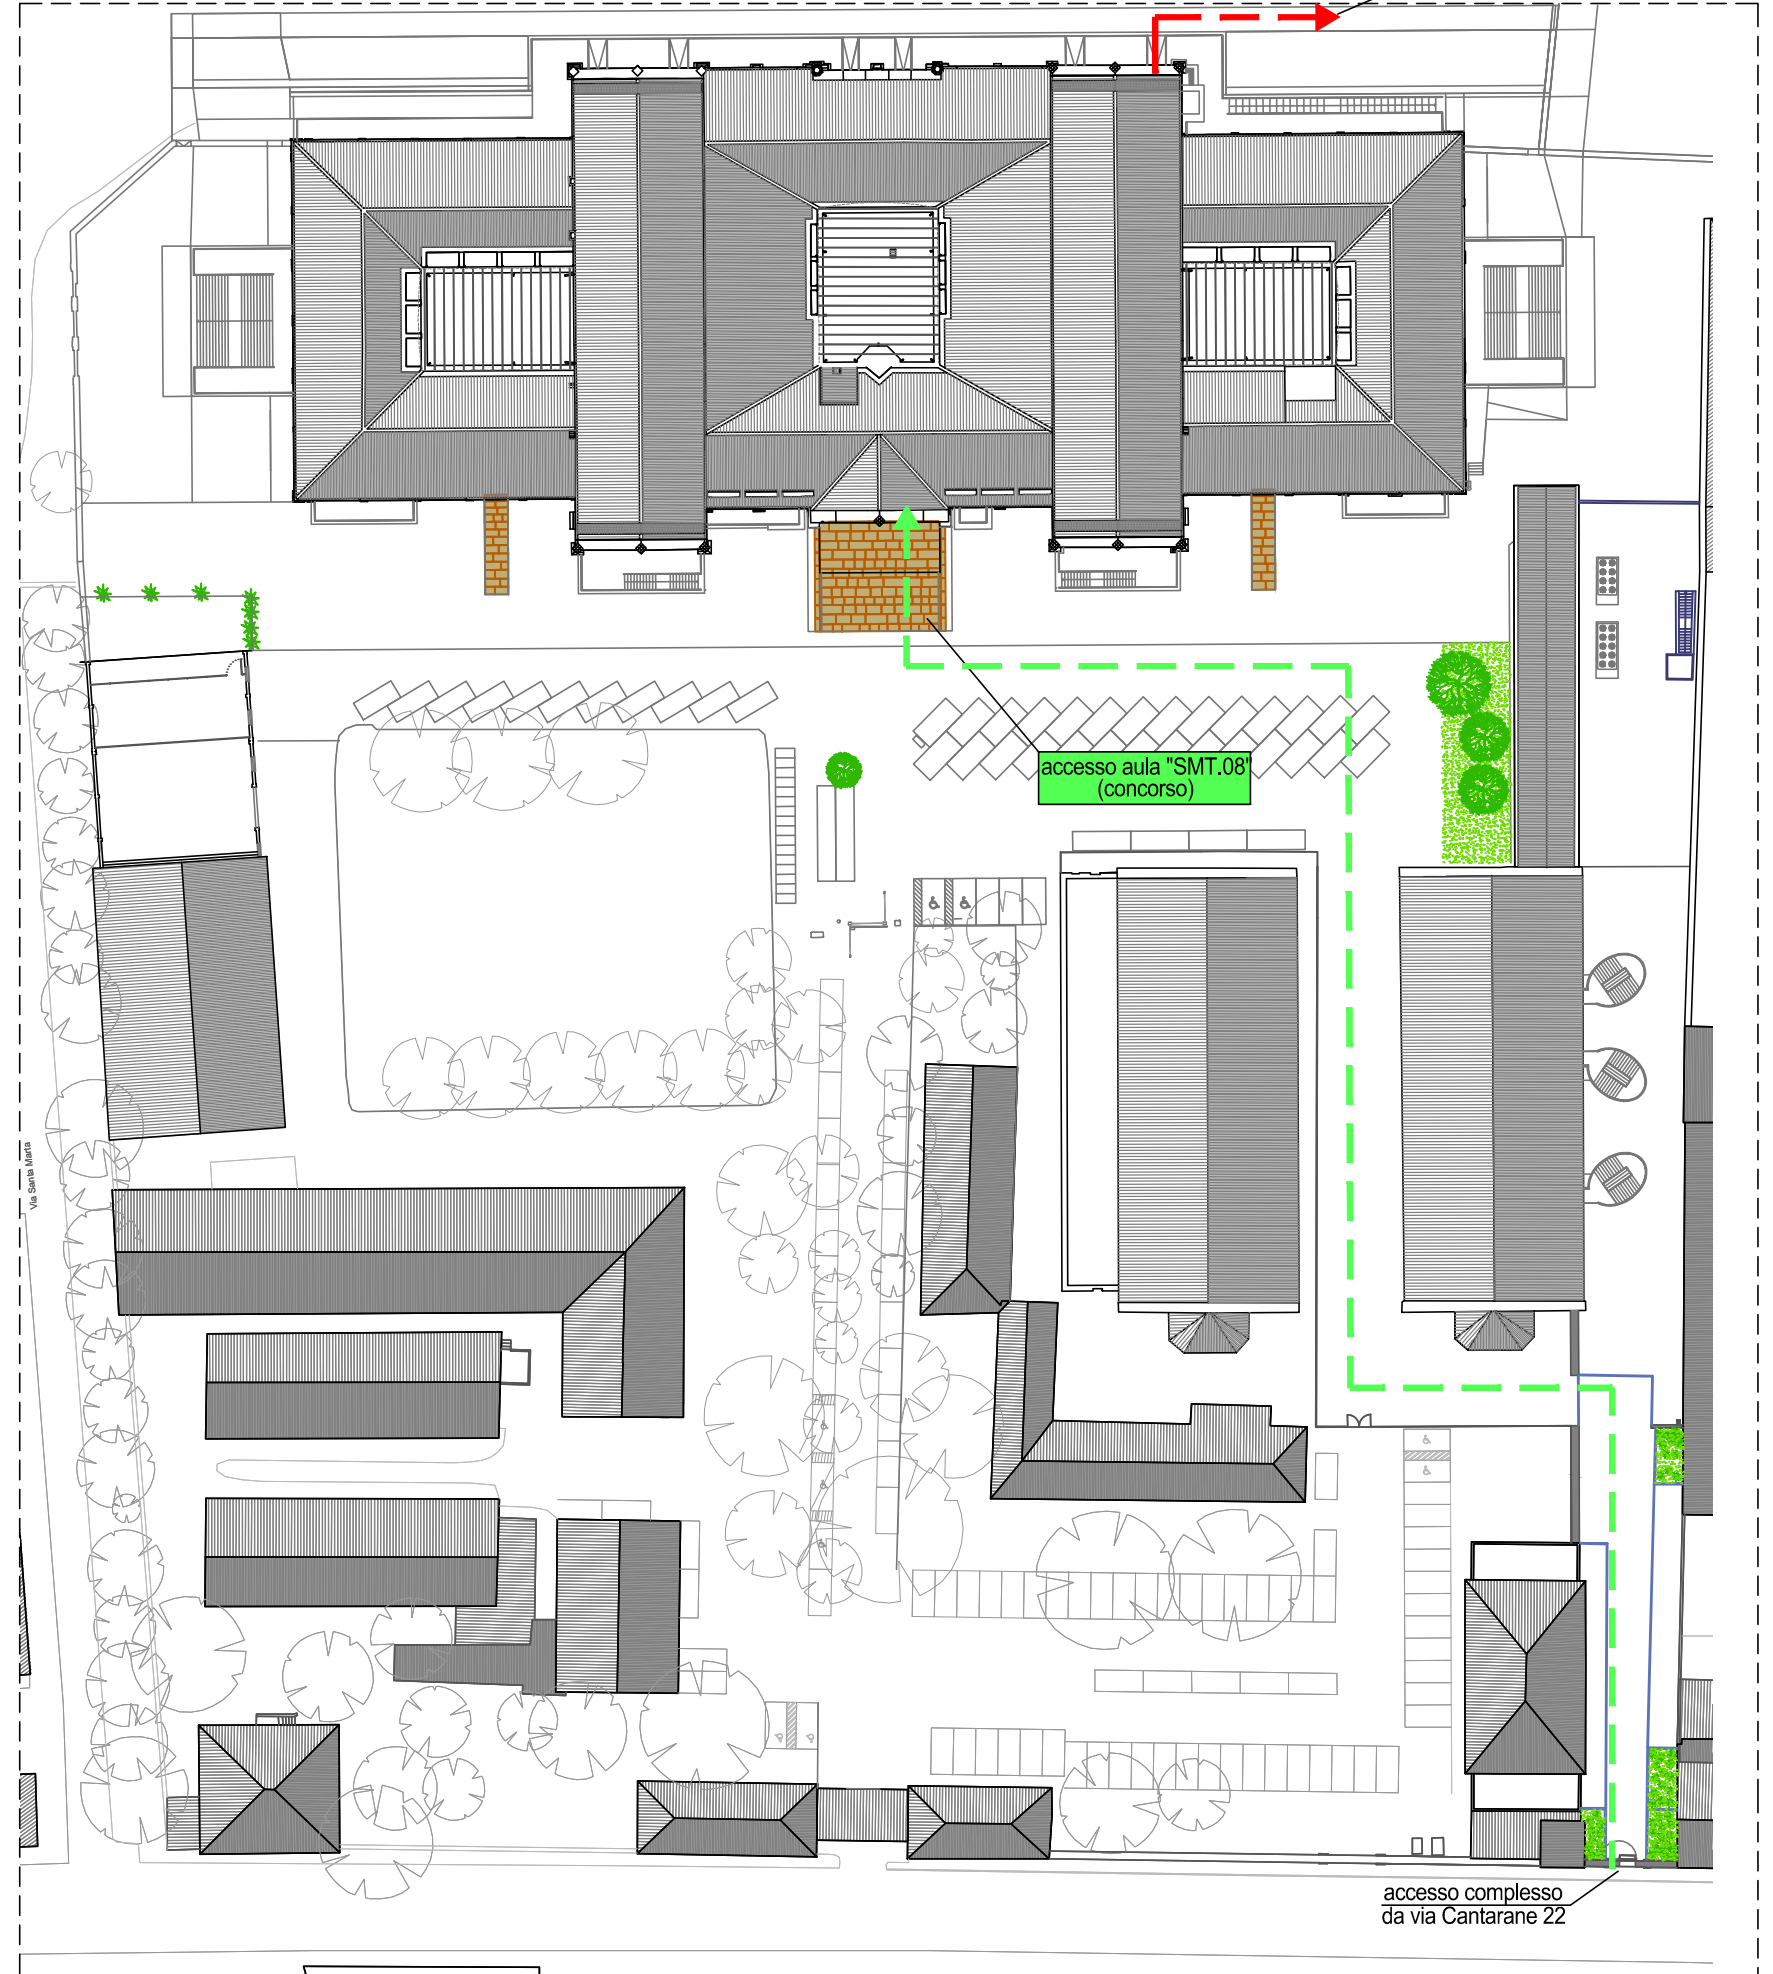 accesso aula "SMT.08"
(concorso)
Via Santa Marta
accesso complesso
da via Cantarane 22